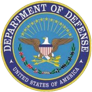 DEPARTMENT OF DEFENSE
UNITED STATES OF AMERICA